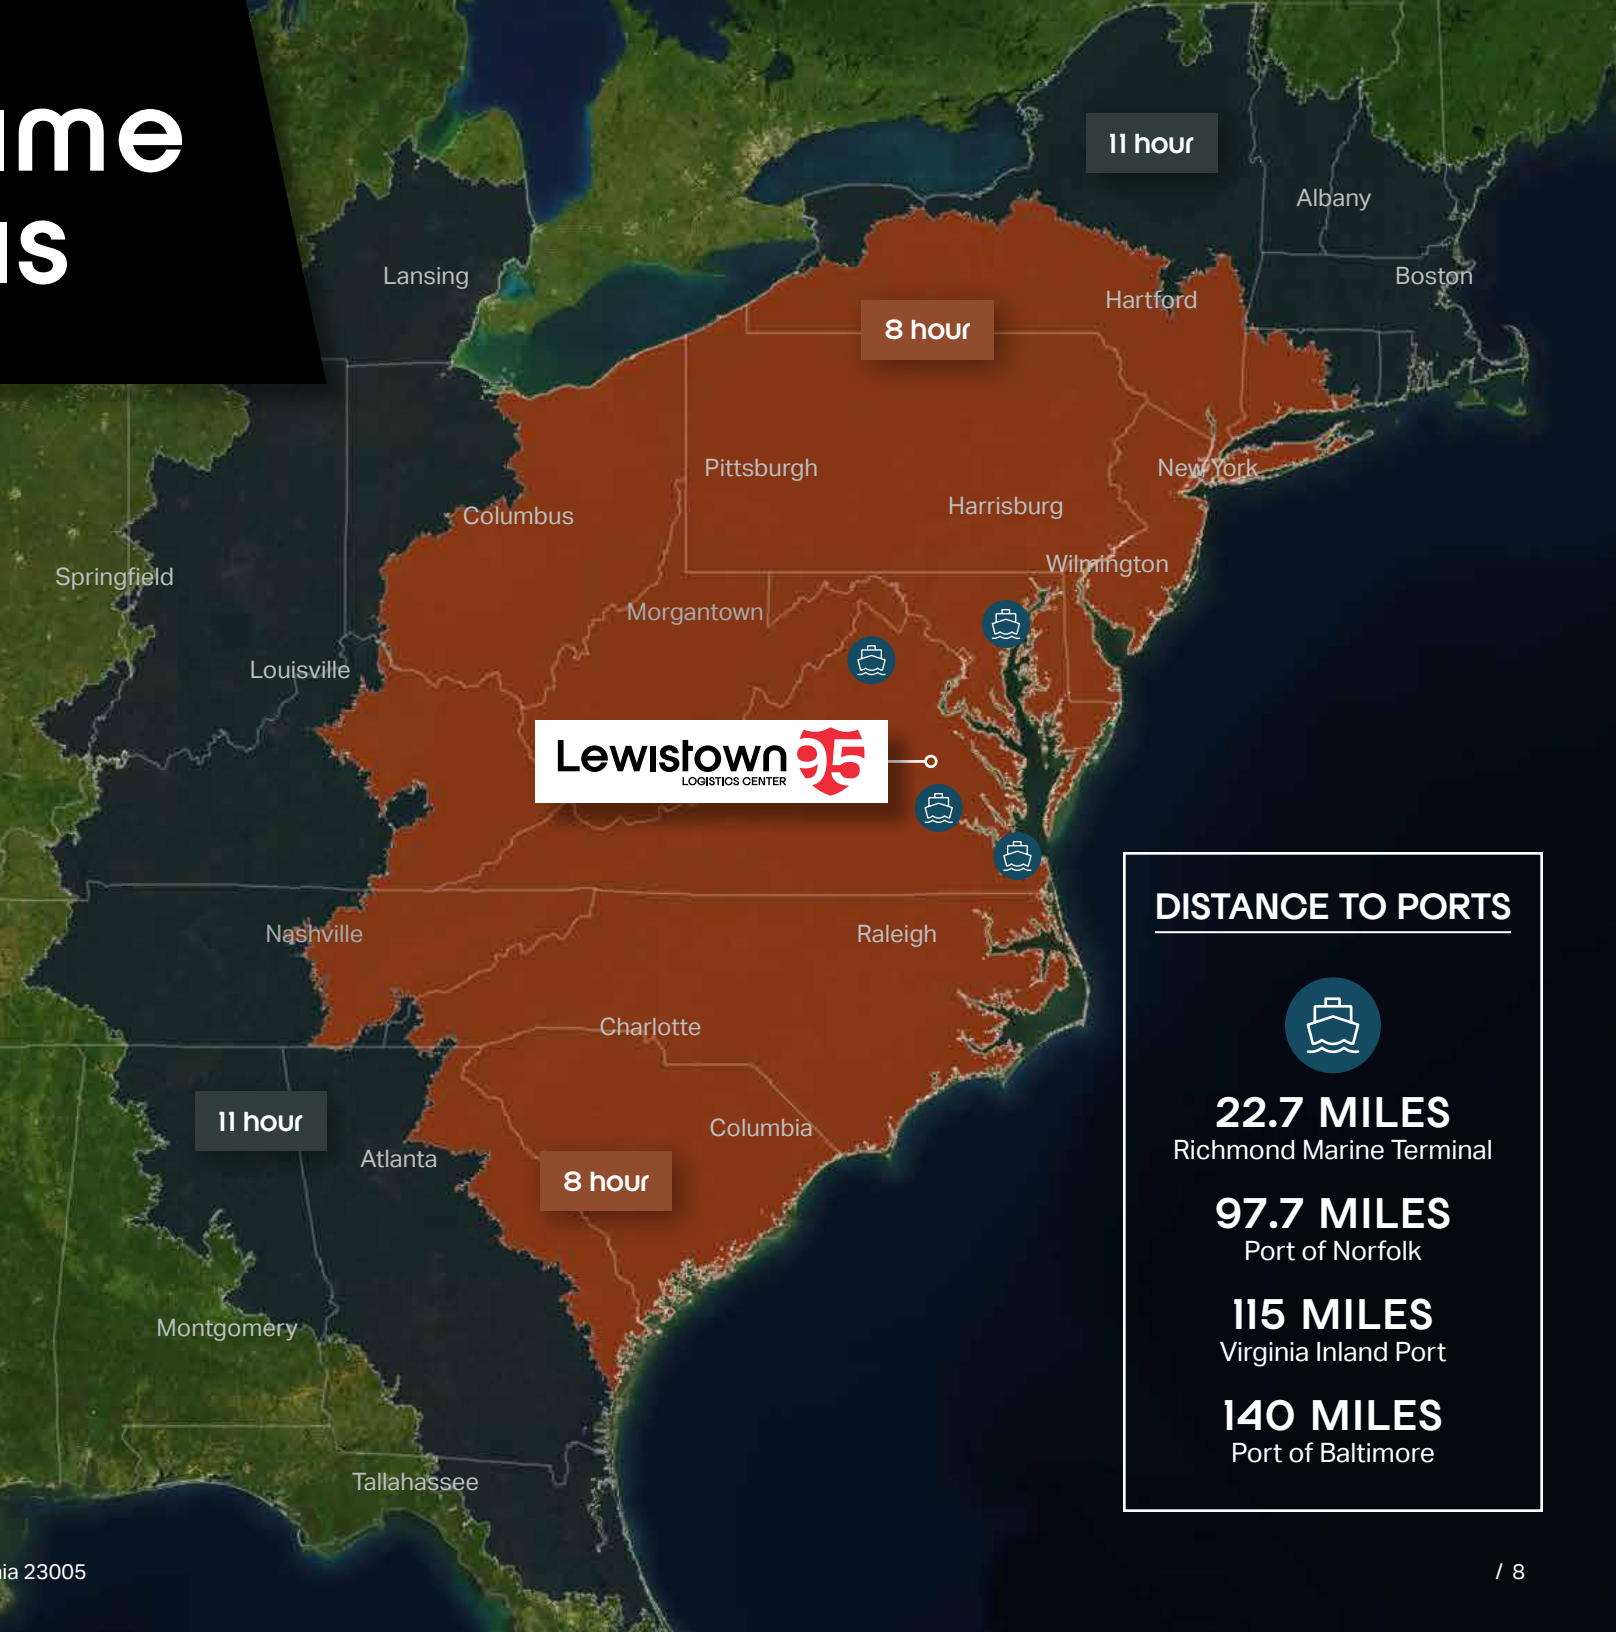 11 hour
Albany
Lansing
Boston
Hartford
8 hour
Pittsburgh
New York
Harrisburg
Columbus
Wilmington
Springfield
Morgantown
Louisville
Lewistown 95
LOGISTICS CENTER
DISTANCE TO PORTS
Nashville
Raleigh
Charlotte
22.7 MILES
Richmond Marine Terminal
11 hour
Columbia
Atlanta
8 hour
97.7 MILES
Port of Norfolk
115 MILES
Virginia Inland Port
Montgomery
140 MILES
Port of Baltimore
Tallahassee
23005
/ 8